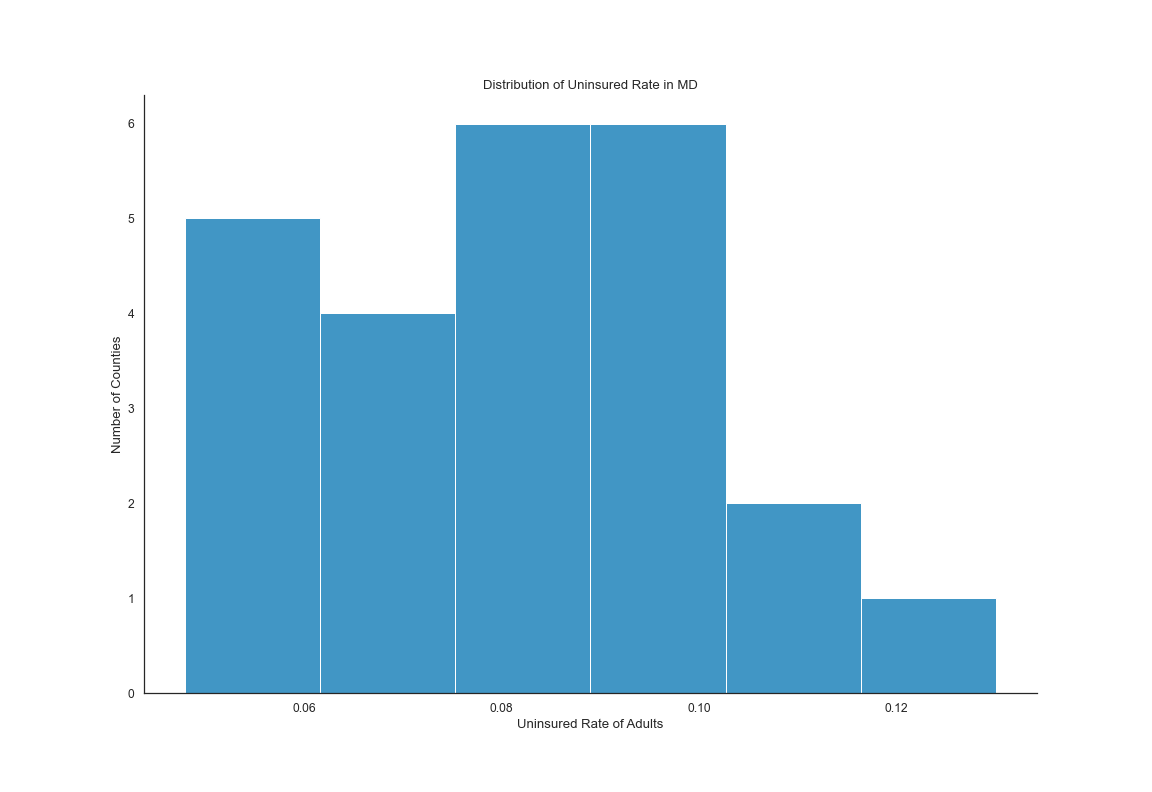 Distribution of Uninsured Rate in MD
6
5
4
3
2
1
0
Number of Counties
0.06 0.08 0.10 0.12
Uninsured Rate of Adults